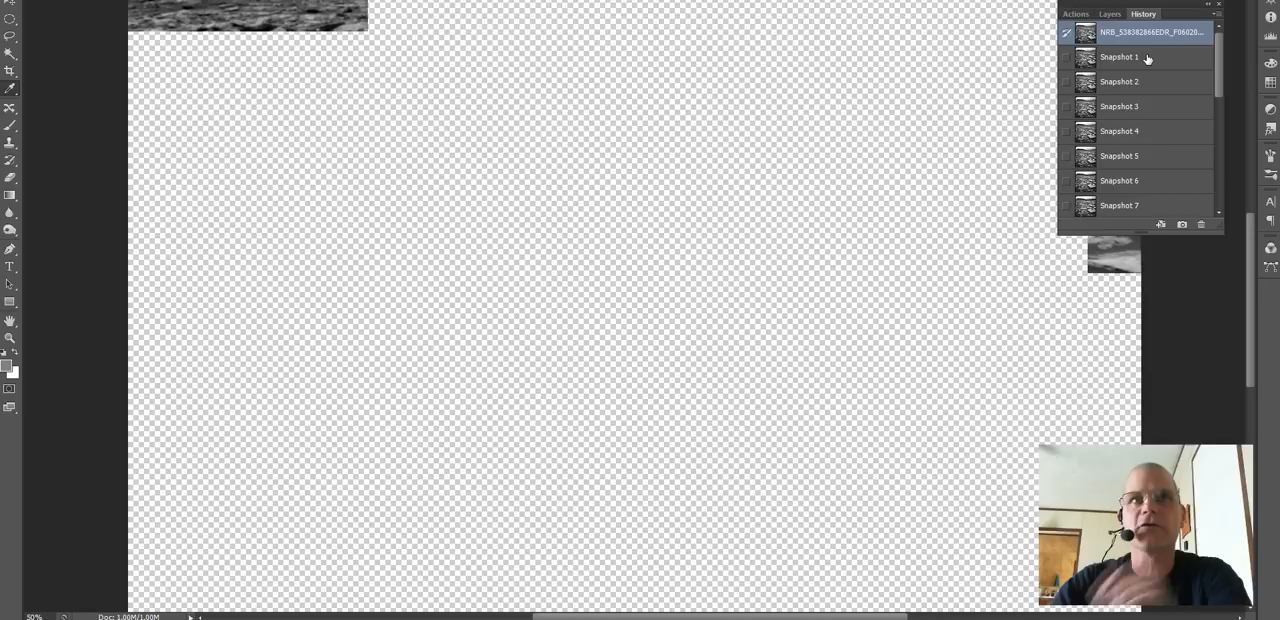 Actions Layers History
NRB_538382866EDR_F06020...
Snapshot 1
Snapshot 2
Snapshot 3
Snapshot 4
Snapshot 5
Snapshot 6
Snapshot 7
50% Doc: 1.00M/1.00M